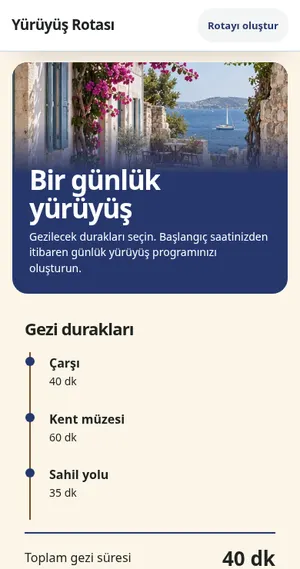 Yürüyüş Rotası
Rotayı oluştur
Bir günlük
yürüyüş
Gezilecek durakları seçin. Başlangıç saatinizden
itibaren günlük yürüyüş programınızı
oluşturun.
Gezi durakları
Çarşı
40 dk
Kent müzesi
60 dk
Sahil yolu
35 dk
Toplam gezi süresi
40 dk